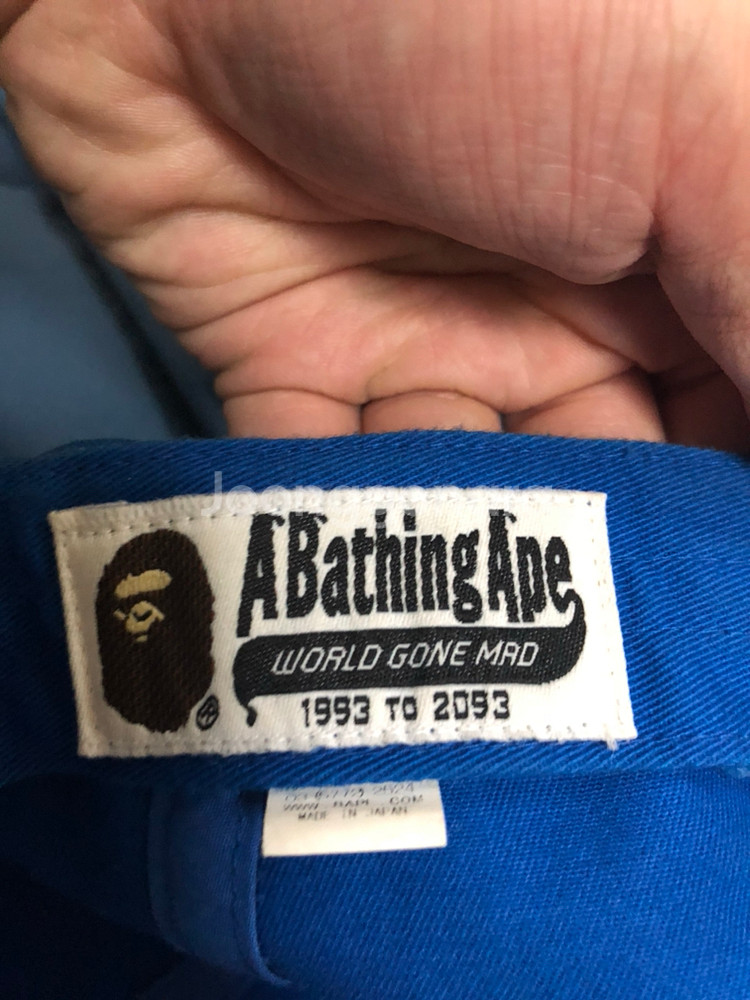 A Bathing Ape
WORLD GONE MAD
1993 TO 2093
WWW. BAPE. COM
MADE IN JAPAN